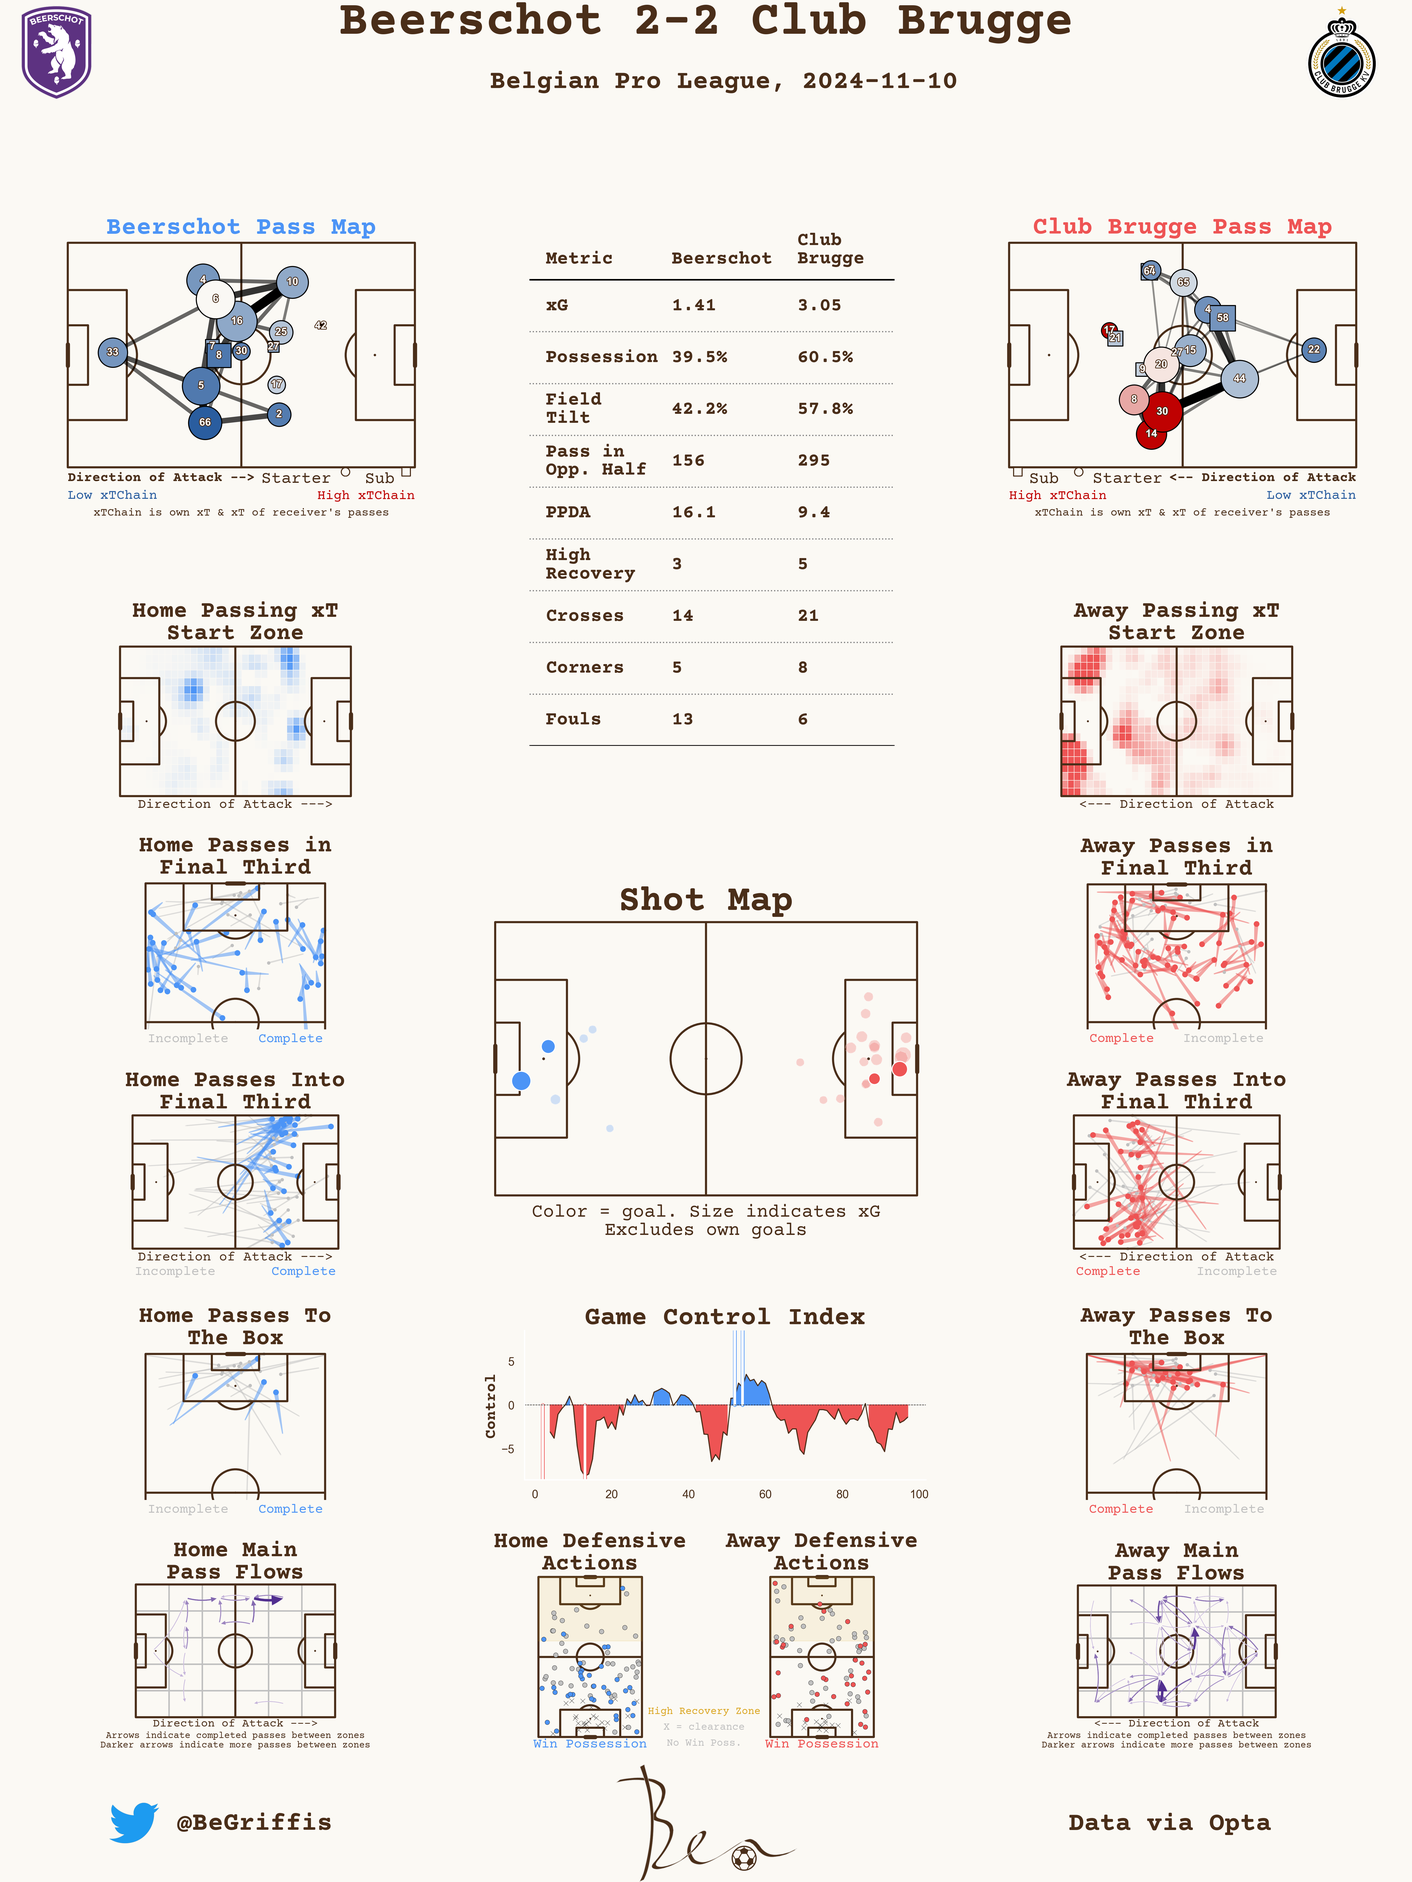 Beerschot 2-2 Club Brugge
Belgian Pro League, 2024-11-10
BEERSCHOT
CLUB BRUGGE KV
Beerschot Pass Map
4
10
6
16
25
42
7
8
30
27
33
5
17
66
2
Direction of Attack --> Starter Sub
Low xTChain High xTChain
xTChain is own xT & xT of receiver's passes
Metric Beerschot Club Brugge
xG 1.41 3.05
Possession 39.5% 60.5%
Field Tilt 42.2% 57.8%
Pass in Opp. Half 156 295
PPDA 16.1 9.4
High Recovery 3 5
Crosses 14 21
Corners 5 8
Fouls 13 6
Club Brugge Pass Map
64
65
4
58
17
21
27
15
22
9
20
44
8
30
14
Sub Starter <-- Direction of Attack
High xTChain Low xTChain
xTChain is own xT & xT of receiver's passes
Home Passing xT
Start Zone
Direction of Attack --->
Away Passing xT
Start Zone
<--- Direction of Attack
Home Passes in
Final Third
Incomplete Complete
Shot Map
Color = goal. Size indicates xG
Excludes own goals
Away Passes in
Final Third
Complete Incomplete
Home Passes Into
Final Third
Direction of Attack --->
Incomplete Complete
Away Passes Into
Final Third
<--- Direction of Attack
Complete Incomplete
Home Passes To
The Box
Incomplete Complete
Game Control Index
Control
5
0
−5
0 20 40 60 80 100
Away Passes To
The Box
Complete Incomplete
Home Main
Pass Flows
Direction of Attack --->
Arrows indicate completed passes between zones
Darker arrows indicate more passes between zones
Home Defensive
Actions
Win Possession
High Recovery Zone
X = clearance
No Win Poss.
Away Defensive
Actions
Win Possession
Away Main
Pass Flows
<--- Direction of Attack
Arrows indicate completed passes between zones
Darker arrows indicate more passes between zones
@BeGriffis
Ben
Data via Opta